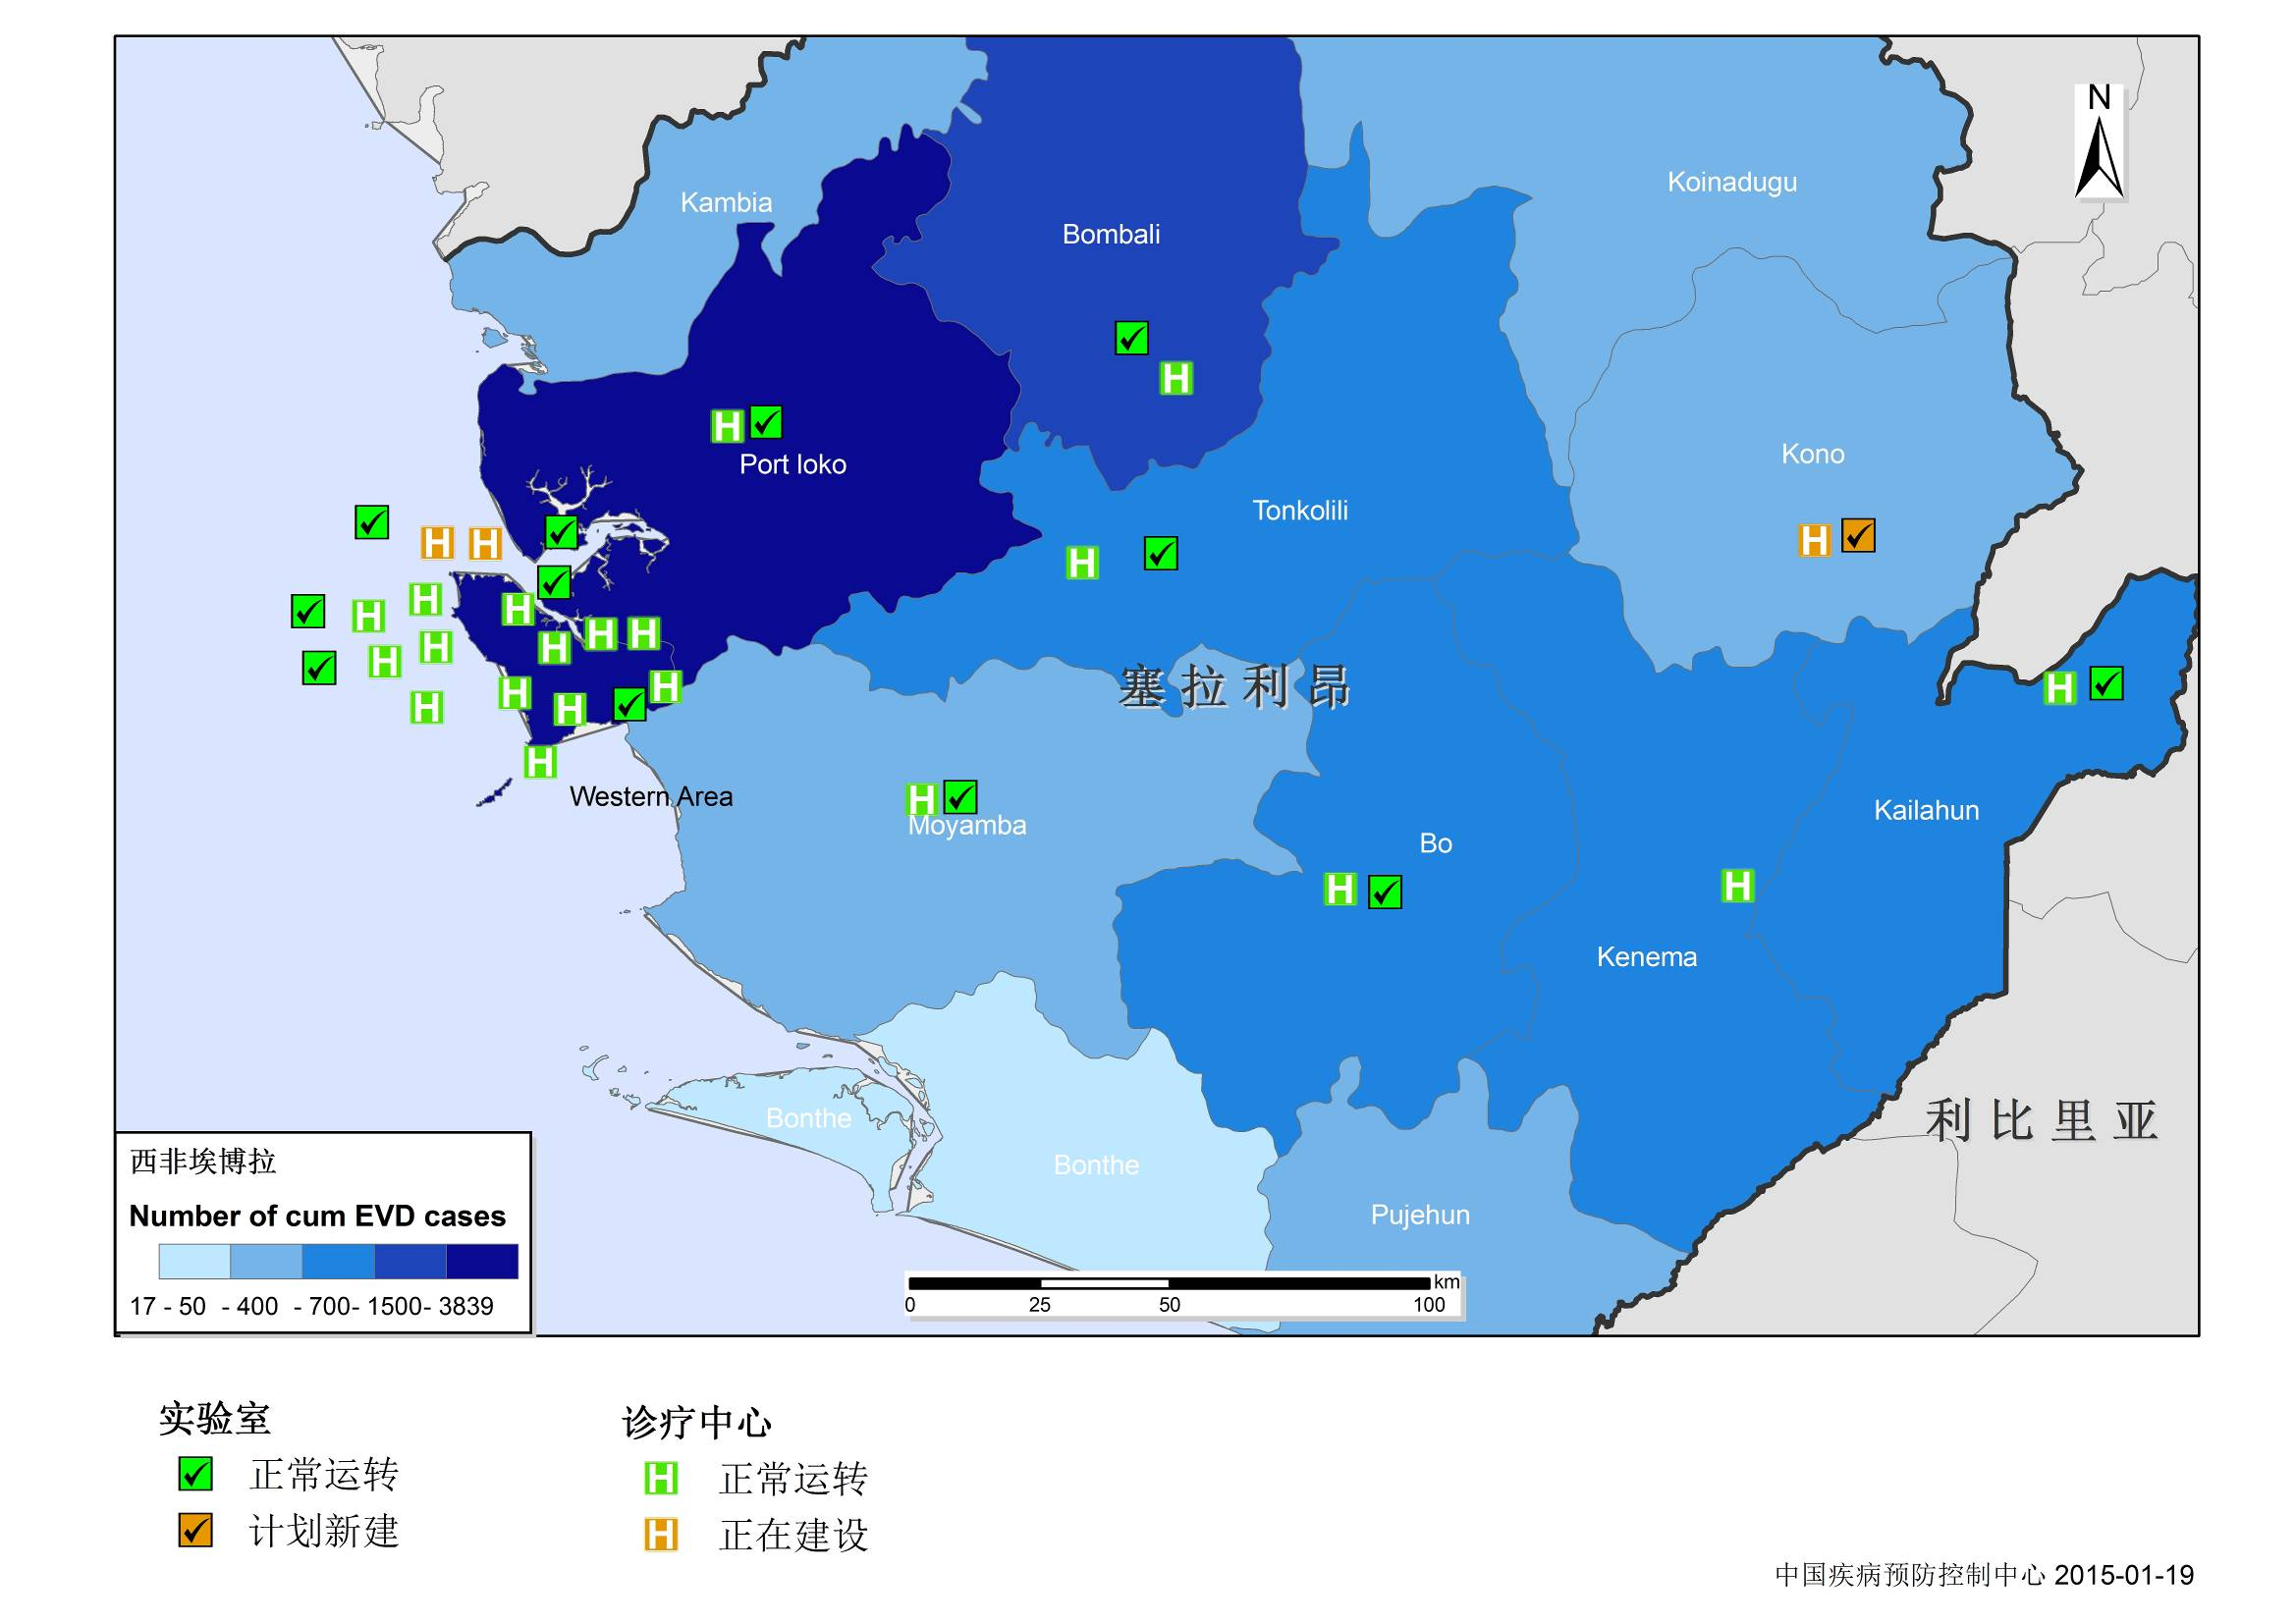 N
Koinadugu
Kambia
Bombali
Kono
Port loko
Tonkolili
塞拉利昂
Western Area
Kailahun
Moyamba
Bo
Kenema
利比里亚
Bonthe
Bonthe
Pujehun
西非埃博拉
Number of cum EVD cases
17 - 50 - 400 - 700- 1500- 3839
km
0 25 50 100
实验室
正常运转
计划新建
诊疗中心
H 正常运转
H 正在建设
中国疾病预防控制中心 2015-01-19